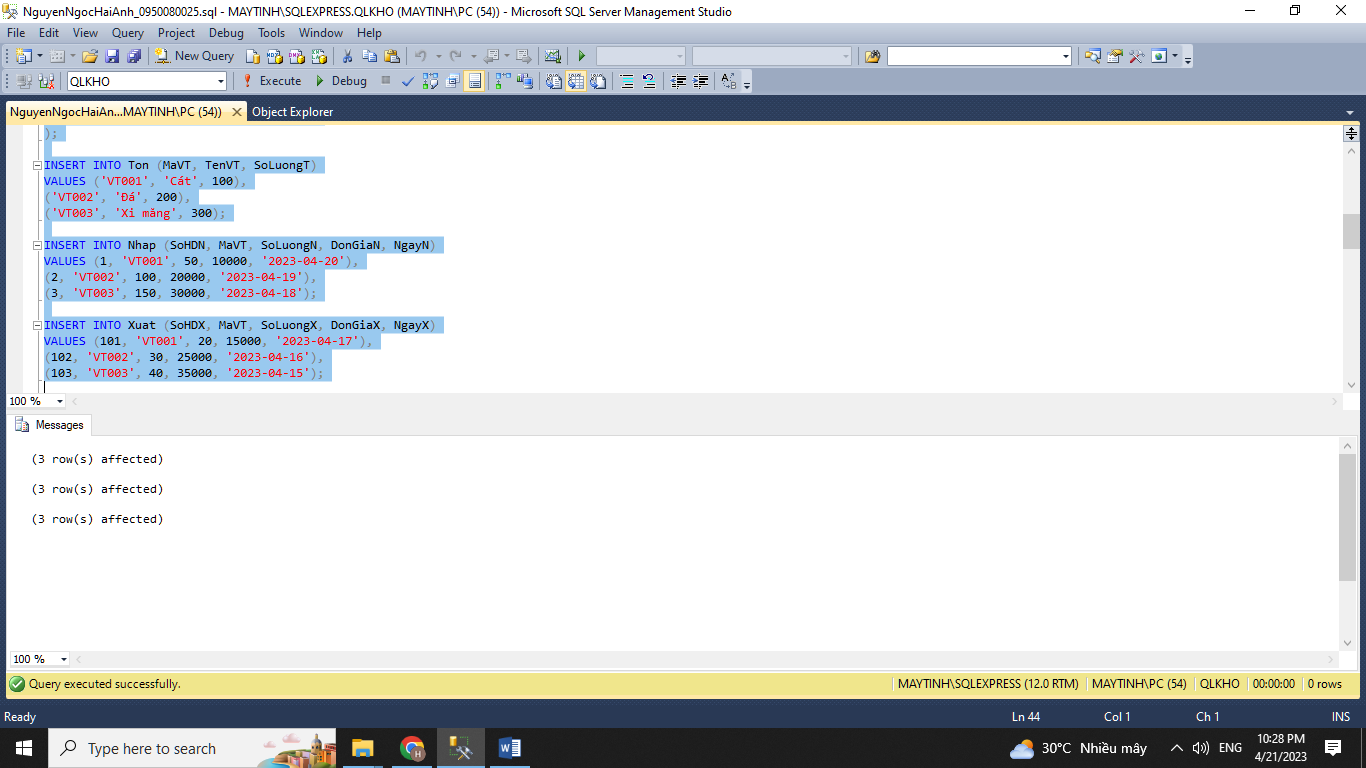 NguyenNgocHaiAnh_0950080025.sql - MAYTINH\SQLEXPRESS.QLKHO (MAYTINH\PC (54)) - Microsoft SQL Server Management Studio
File Edit View Query Project Debug Tools Window Help
New Query
QLKHO Execute Debug
NguyenNgocHaiAn...MAYTINH\PC (54)) Object Explorer
);
INSERT INTO Ton (MaVT, TenVT, SoLuongT)
VALUES ('VT001', 'Cát', 100),
('VT002', 'Đá', 200),
('VT003', 'Xi măng', 300);
INSERT INTO Nhap (SoHDN, MaVT, SoLuongN, DonGiaN, NgayN)
VALUES (1, 'VT001', 50, 10000, '2023-04-20'),
(2, 'VT002', 100, 20000, '2023-04-19'),
(3, 'VT003', 150, 30000, '2023-04-18');
INSERT INTO Xuat (SoHDX, MaVT, SoLuongX, DonGiaX, NgayX)
VALUES (101, 'VT001', 20, 15000, '2023-04-17'),
(102, 'VT002', 30, 25000, '2023-04-16'),
(103, 'VT003', 40, 35000, '2023-04-15');
100 %
Messages
(3 row(s) affected)
(3 row(s) affected)
(3 row(s) affected)
100 %
Query executed successfully. MAYTINH\SQLEXPRESS (12.0 RTM) MAYTINH\PC (54) QLKHO 00:00:00 0 rows
Ready Ln 44 Col 1 Ch 1 INS
Type here to search 30°C Nhiều mây ENG 10:28 PM
4/21/2023